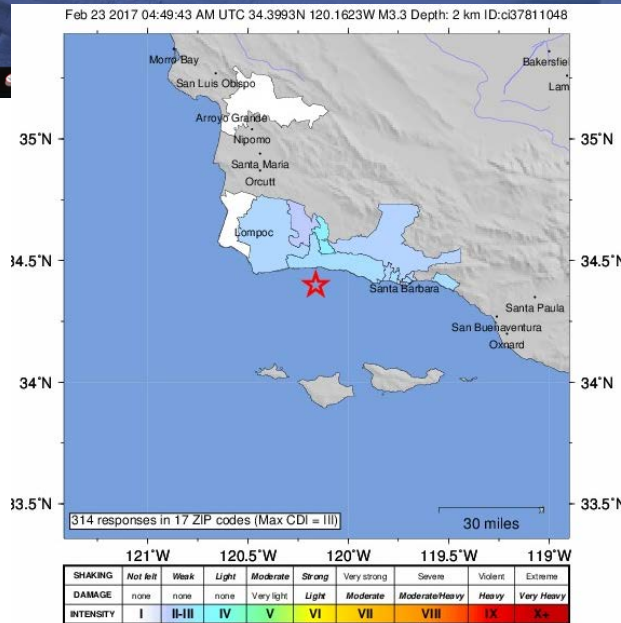 Feb 23 2017 04:49:43 AM UTC 34.3993N 120.1623W M3.3 Depth: 2 km ID:ci37811048
Morro Bay
Bakersfiel
San Luis Obispo
Lam
Arroyo Grande
35°N 35°N
Nipomo
Santa Maria
Orcutt
Lompoc
34.5°N 34.5°N
Santa Barbara
Santa Paula
San Buenaventura
Oxnard
34°N 34°N
33.5°N 33.5°N
314 responses in 17 ZIP codes (Max CDI = III)
30 miles
121°W 120.5°W 120°W 119.5°W 119°W
SHAKING Not felt Weak Light Moderate Strong Very strong Severe Violent Extreme
DAMAGE none none none Very light Light Moderate Moderate/Heavy Heavy Very Heavy
INTENSITY I II-III IV V VI VII VIII IX X+